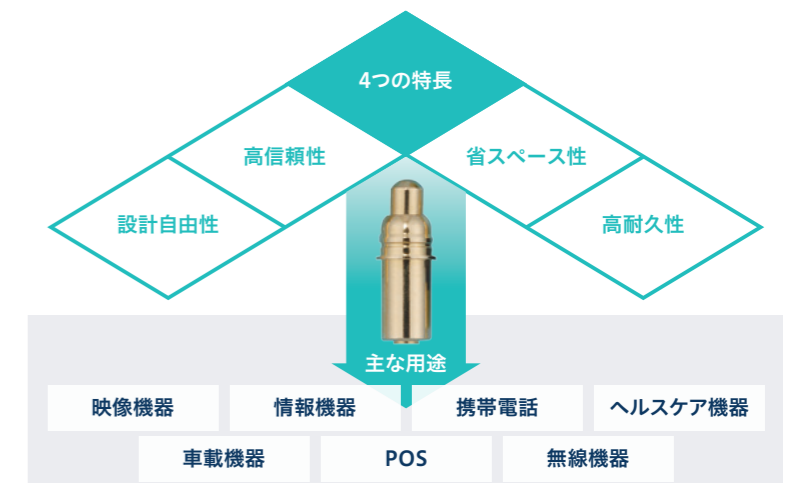 4つの特長
高信頼性
省スペース性
設計自由性
高耐久性
主な用途
映像機器
情報機器
携帯電話
ヘルスケア機器
車載機器
POS
無線機器